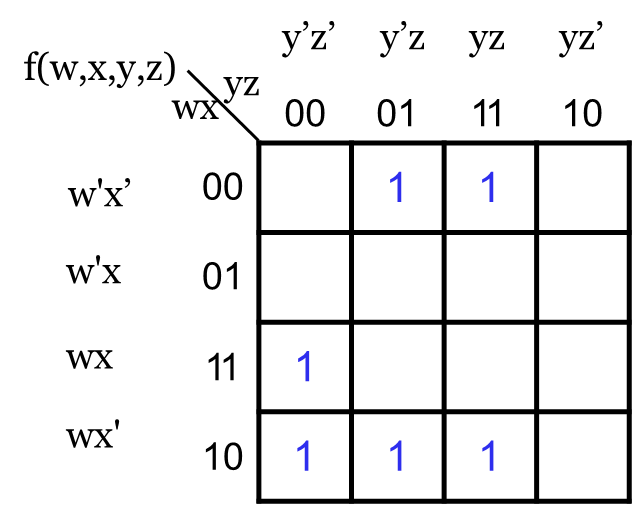 y’z’ y’z yz yz’
f(w,x,y,z) yz
wx 00 01 11 10
w'x’ 00 1 1
w'x 01
wx 11 1
wx' 10 1 1 1